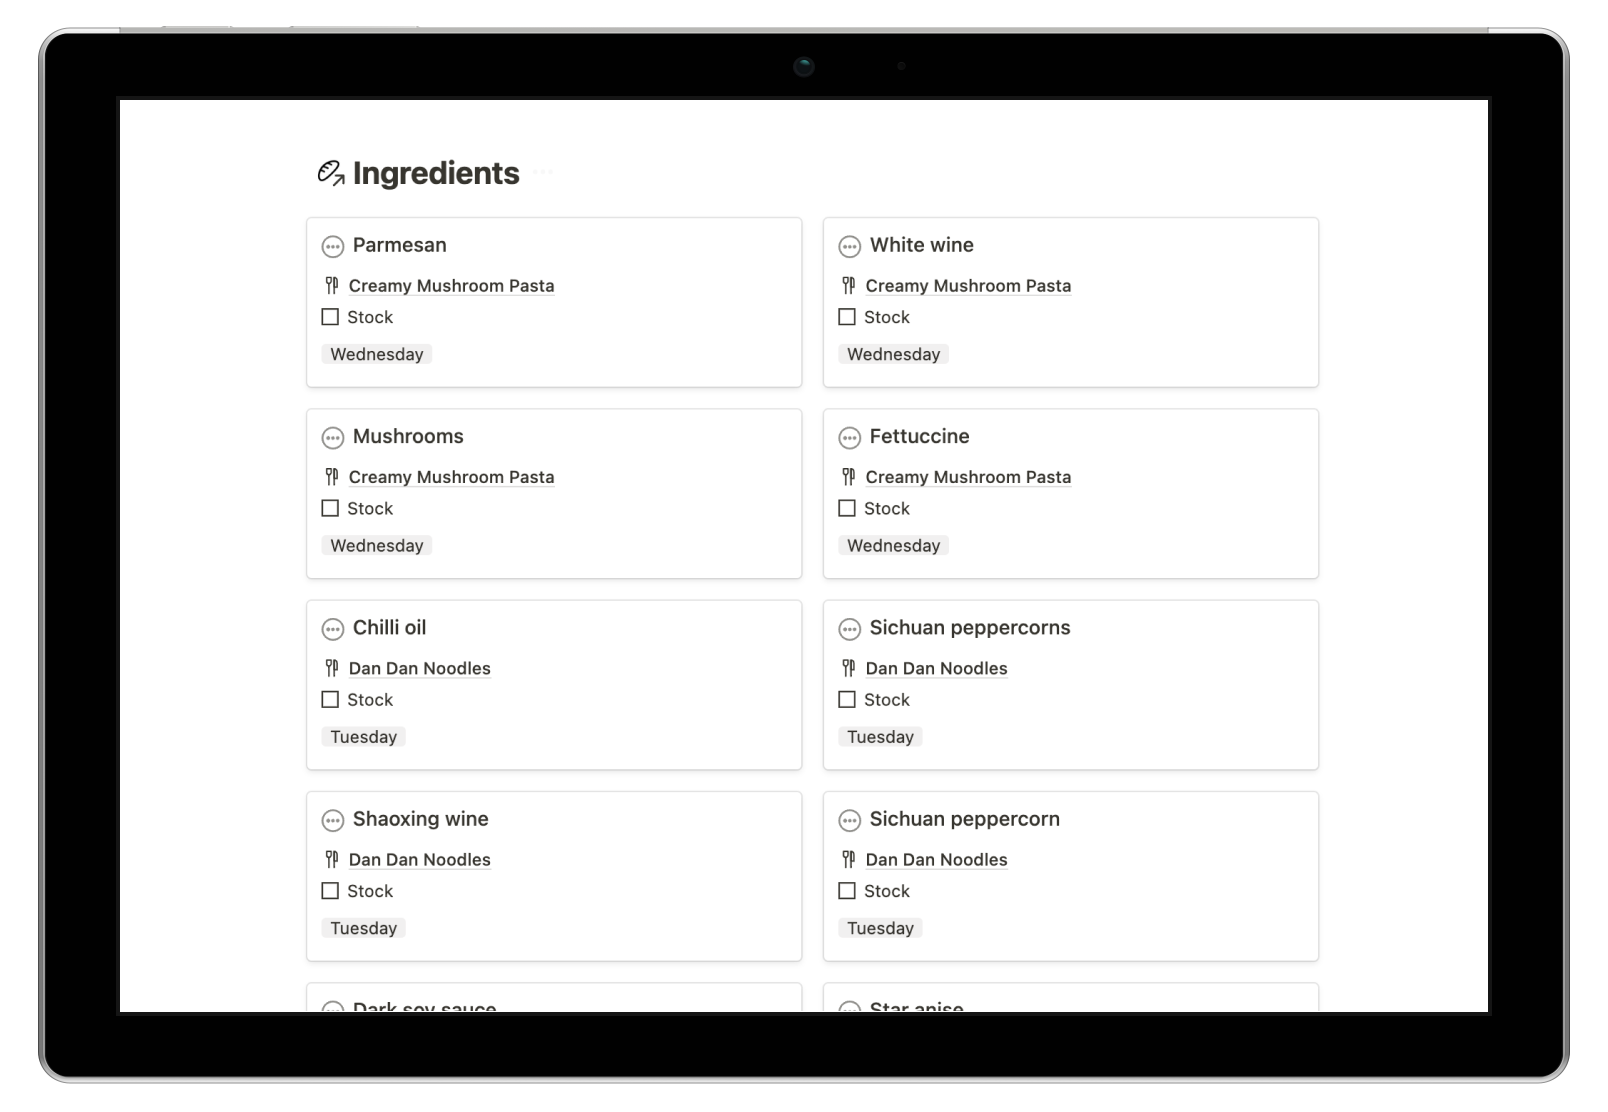 Ingredients
Parmesan
Creamy Mushroom Pasta
Stock
Wednesday
White wine
Creamy Mushroom Pasta
Stock
Wednesday
Mushrooms
Creamy Mushroom Pasta
Stock
Wednesday
Fettuccine
Creamy Mushroom Pasta
Stock
Wednesday
Chilli oil
Dan Dan Noodles
Stock
Tuesday
Sichuan peppercorns
Dan Dan Noodles
Stock
Tuesday
Shaoxing wine
Dan Dan Noodles
Stock
Tuesday
Sichuan peppercorn
Dan Dan Noodles
Stock
Tuesday
Dark soy sauce
Star anise